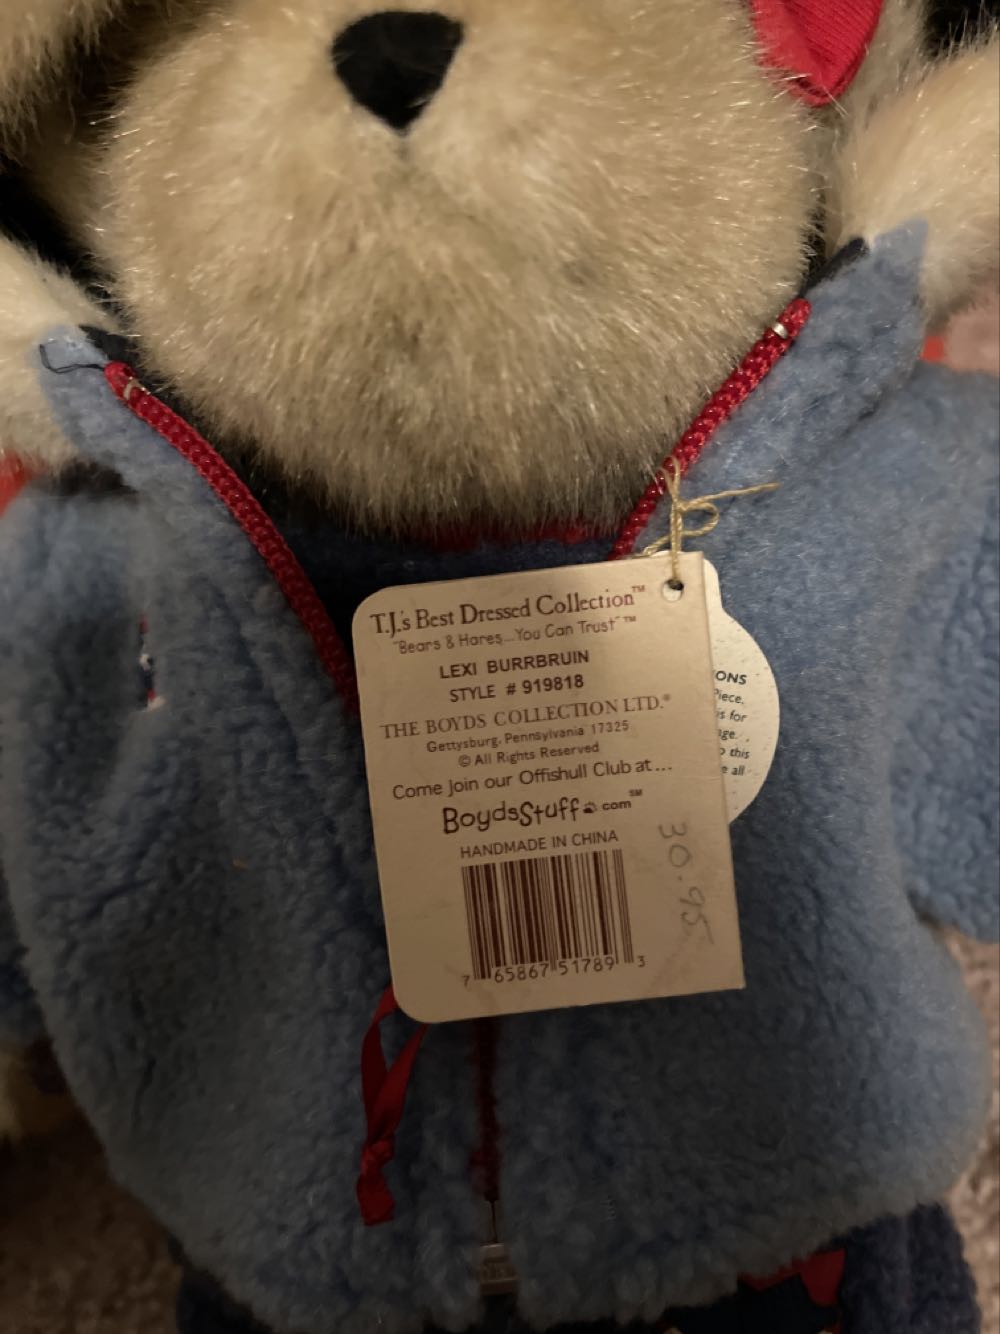 T.J.'s Best Dressed Collection™
"Bears & Hares...You Can Trust"™
LEXI BURRBRUIN
STYLE # 919818
THE BOYDS COLLECTION LTD.®
Gettysburg, Pennsylvania 17325
© All Rights Reserved
Come Join our Offishull Club at...
BoydsStuff.com℠
HANDMADE IN CHINA
7 65867 51789 3
30.95
ONS
Piece,
is for
ge.
o this
e all